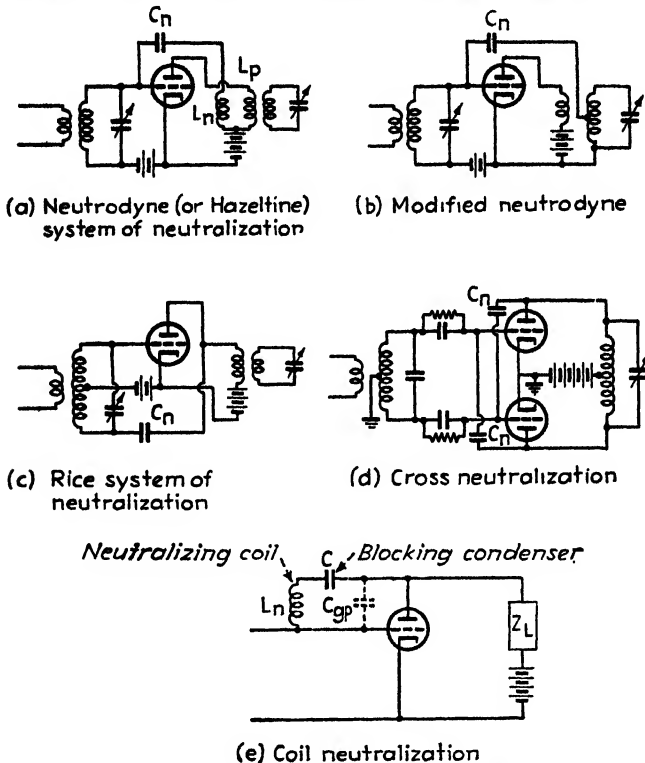 Cn
Lp
Ln
(a) Neutrodyne (or Hazeltine)
system of neutralization
Cn
(b) Modified neutrodyne
Cn
(c) Rice system of
neutralization
Cn
Cn
(d) Cross neutralization
Neutralizing coil
C
Blocking condenser
Ln
Cgp
ZL
(e) Coil neutralization